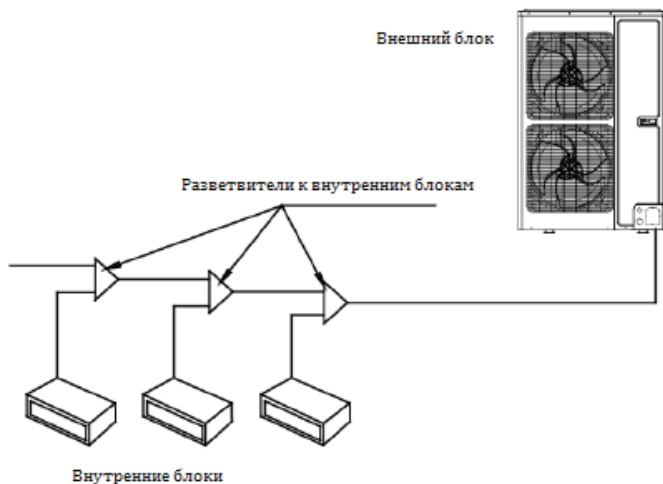 Внешний блок
Разветвители к внутренним блокам
Внутренние блоки